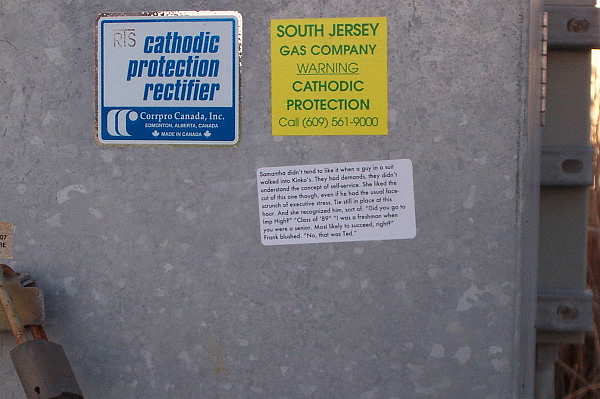 RTS
cathodic
protection
rectifier
Corrpro Canada, Inc.
EDMONTON, ALBERTA, CANADA
MADE IN CANADA
SOUTH JERSEY
GAS COMPANY
WARNING
CATHODIC
PROTECTION
Call (609) 561-9000
Samantha didn't tend to like it when a guy in a suit
walked into Kinko's. They had demands, they didn't
understand the concept of self-service. She liked the
cut of this one though, even if he had the usual face-
scrunch of executive stress. Tie still in place at this
hour. And she recognized him, sort of. "Did you go to
Imp High?" "Class of '89" "I was a freshman when
you were a senior. Most likely to succeed, right?"
Frank blushed. "No, that was Ted."
07
RE